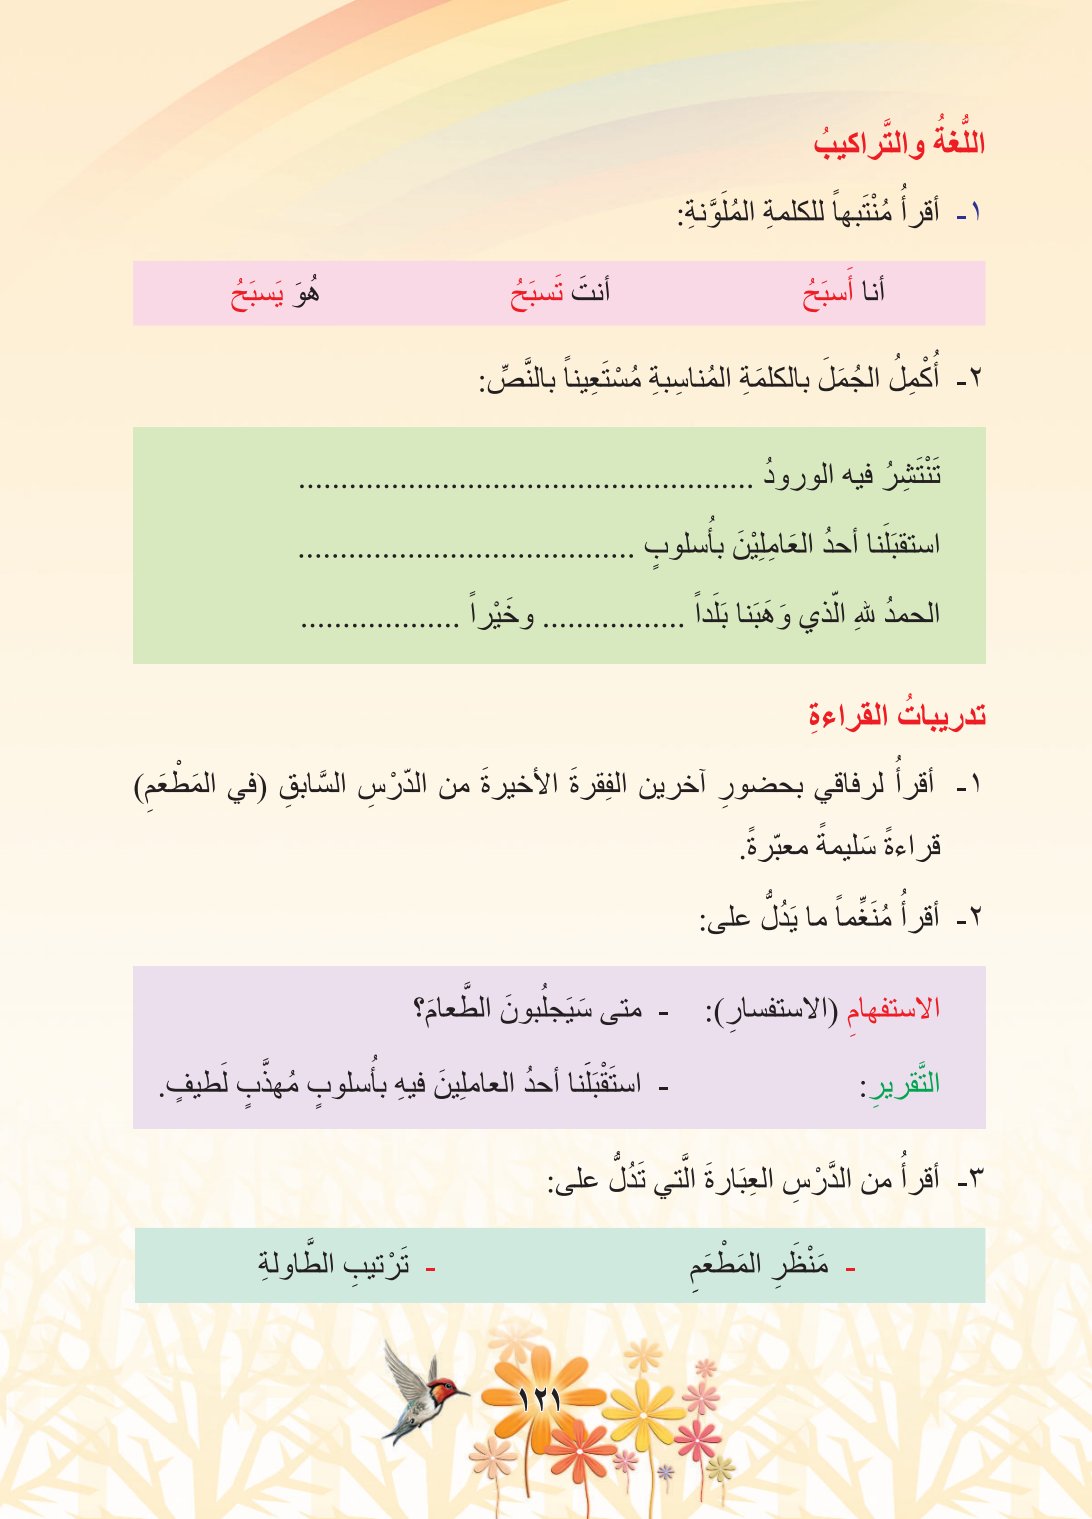 اللُّغةُ والتَّراكيبُ
١- أقرأُ مُنْتَبهاً للكلمةِ المُلَوَّنةِ:
أنا أَسبَحُ أنتَ تَسبَحُ هُوَ يَسبَحُ
٢- أُكْمِلُ الجُمَلَ بالكلمَةِ المُناسِبةِ مُسْتَعِيناً بالنَّصِّ:
تَنْتَشِرُ فيه الورودُ ......................................................
استقبَلَنا أحدُ العَامِلِيْنَ بأُسلوبٍ ........................................
الحمدُ للهِ الّذي وَهَبَنا بَلَداً ................. وخَيْراً ...................
تدريباتُ القراءةِ
١- أقرأُ لرفاقي بحضورِ آخرين الفِقرةَ الأخيرةَ من الدّرْسِ السَّابقِ (في المَطْعَمِ)
قراءةً سَليمةً معبّرةً.
٢- أقرأُ مُنَغِّماً ما يَدُلُّ على:
الاستفهامِ (الاستفسارِ): - متى سَيَجلُبونَ الطَّعامَ؟
التَّقريرِ: - استَقْبَلَنا أحدُ العاملِينَ فيهِ بأُسلوبٍ مُهذَّبٍ لَطيفٍ.
٣- أقرأُ من الدَّرْسِ العِبَارةَ الَّتي تَدُلُّ على:
- مَنْظَرِ المَطْعَمِ - تَرْتيبِ الطَّاولةِ
١٢١